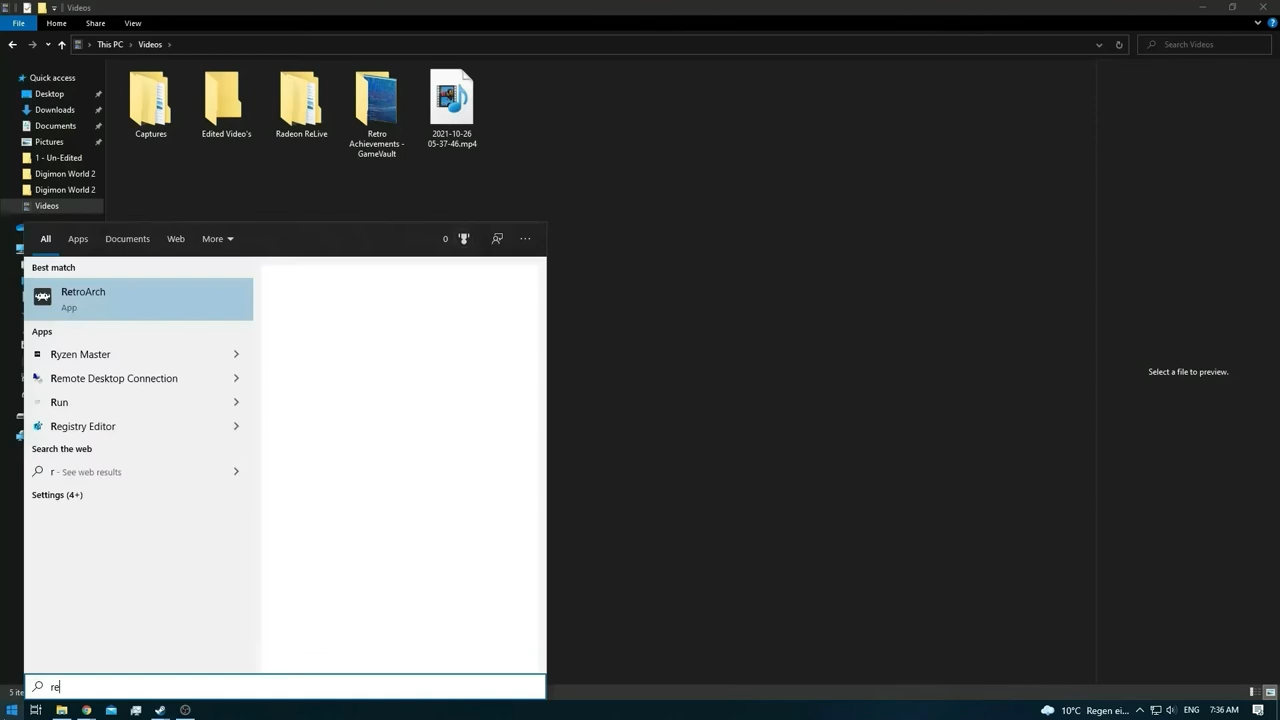 Videos
File Home Share View
This PC Videos
Search Videos
Quick access
Desktop
Downloads
Documents
Pictures
1 - Un-Edited
Digimon World 2
Digimon World 2
Videos
Captures
Edited Video's
Radeon ReLive
Retro
Achievements -
GameVault
2021-10-26
05-37-46.mp4
Select a file to preview.
All Apps Documents Web More 0
Best match
RetroArch
App
Apps
Ryzen Master
Remote Desktop Connection
Run
Registry Editor
Search the web
r - See web results
Settings (4+)
re
5 ite
10°C Regen ei... ENG 7:36 AM